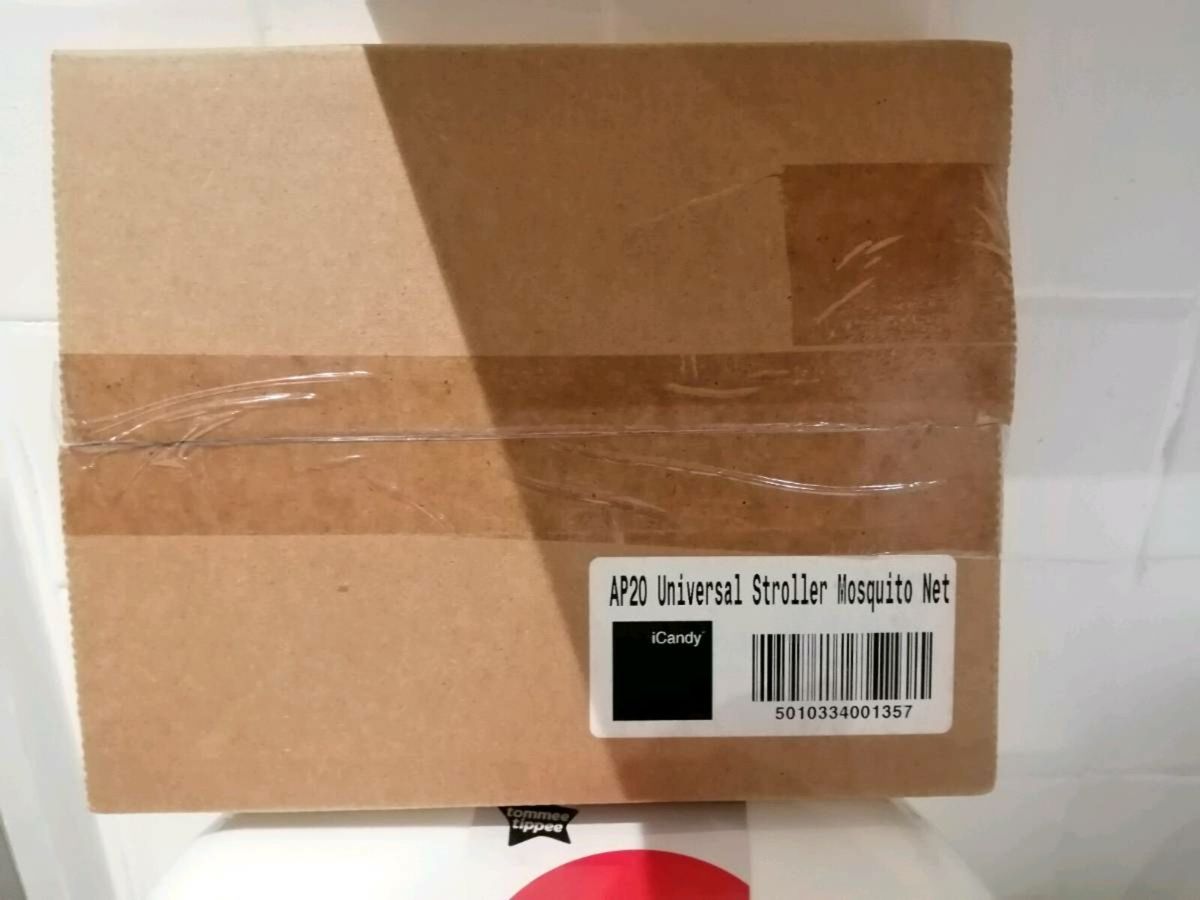 AP20 Universal Stroller Mosquito Net
iCandy
5010334001357
tommee
tippee